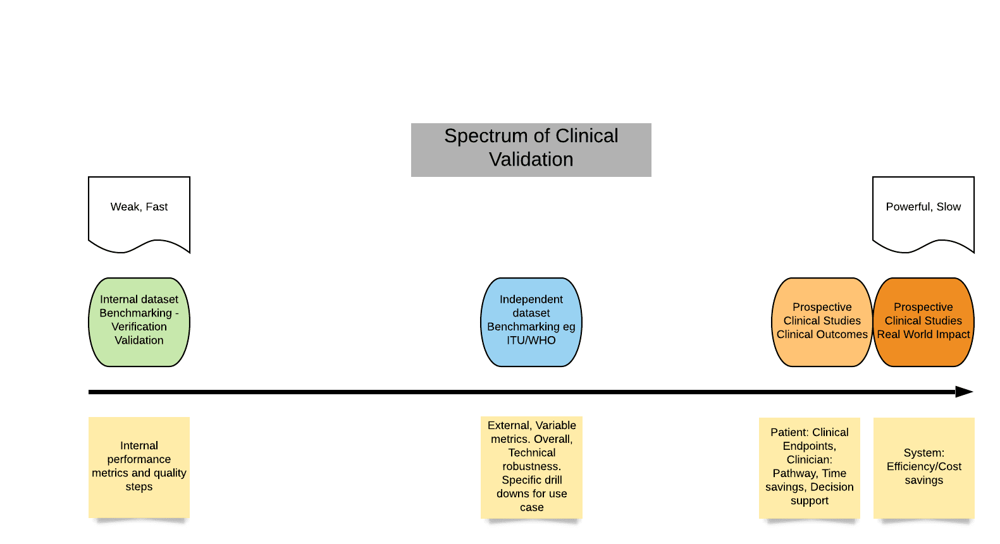 Spectrum of Clinical
Validation
Weak, Fast
Powerful, Slow
Internal dataset
Benchmarking -
Verification
Validation
Independent
dataset
Benchmarking eg
ITU/WHO
Prospective
Clinical Studies
Clinical Outcomes
Prospective
Clinical Studies
Real World Impact
Internal
performance
metrics and quality
steps
External, Variable
metrics. Overall,
Technical
robustness.
Specific drill
downs for use
case
Patient: Clinical
Endpoints,
Clinician:
Pathway, Time
savings, Decision
support
System:
Efficiency/Cost
savings